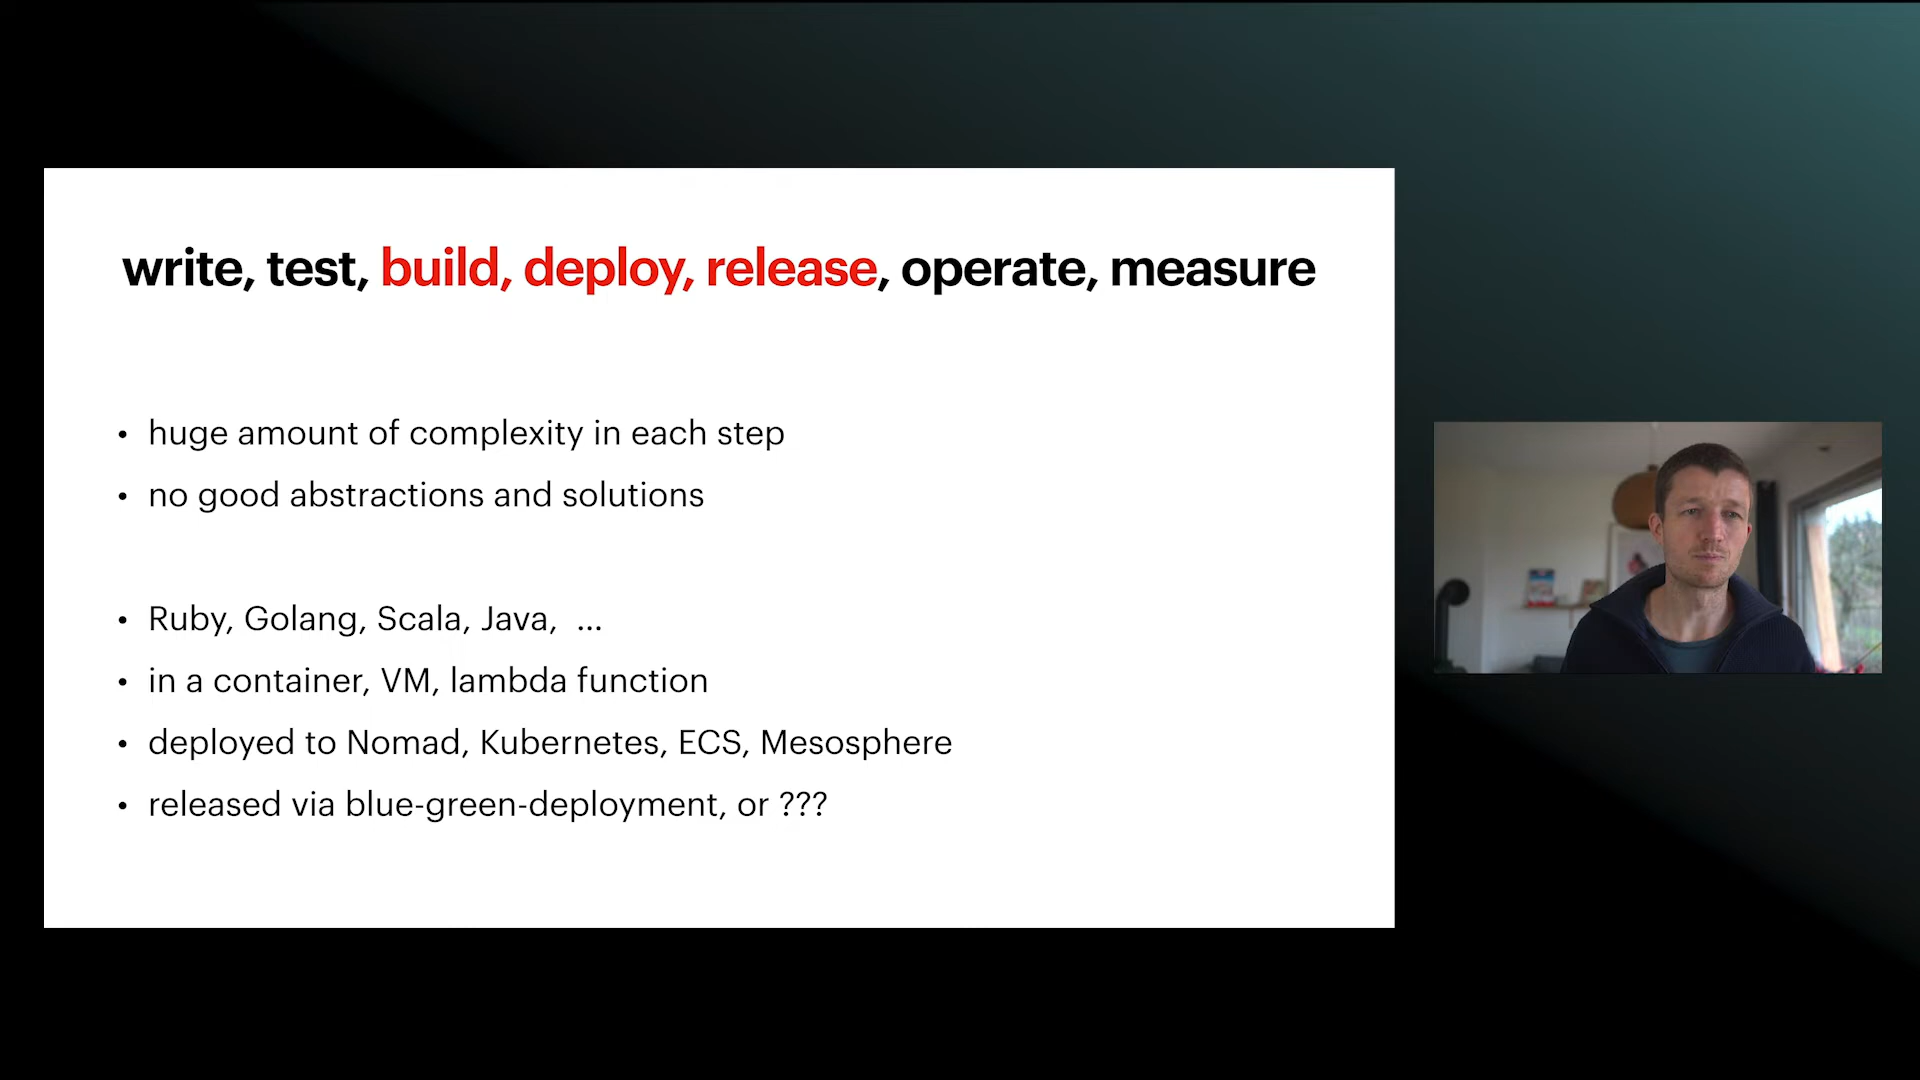 write, test, build, deploy, release, operate, measure
• huge amount of complexity in each step
• no good abstractions and solutions
• Ruby, Golang, Scala, Java, ...
• in a container, VM, lambda function
• deployed to Nomad, Kubernetes, ECS, Mesosphere
• released via blue-green-deployment, or ???